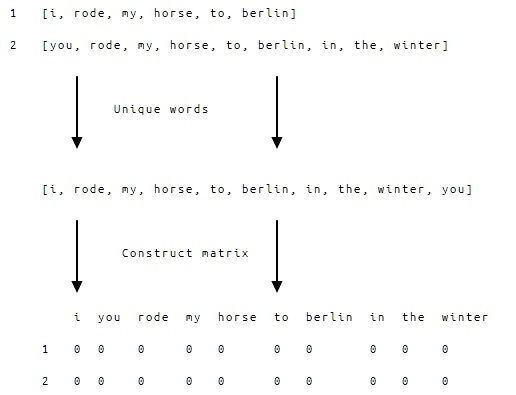 1 [i, rode, my, horse, to, berlin]
2 [you, rode, my, horse, to, berlin, in, the, winter]
Unique words
[i, rode, my, horse, to, berlin, in, the, winter, you]
Construct matrix
i you rode my horse to berlin in the winter
1 0 0 0 0 0 0 0 0 0 0
2 0 0 0 0 0 0 0 0 0 0